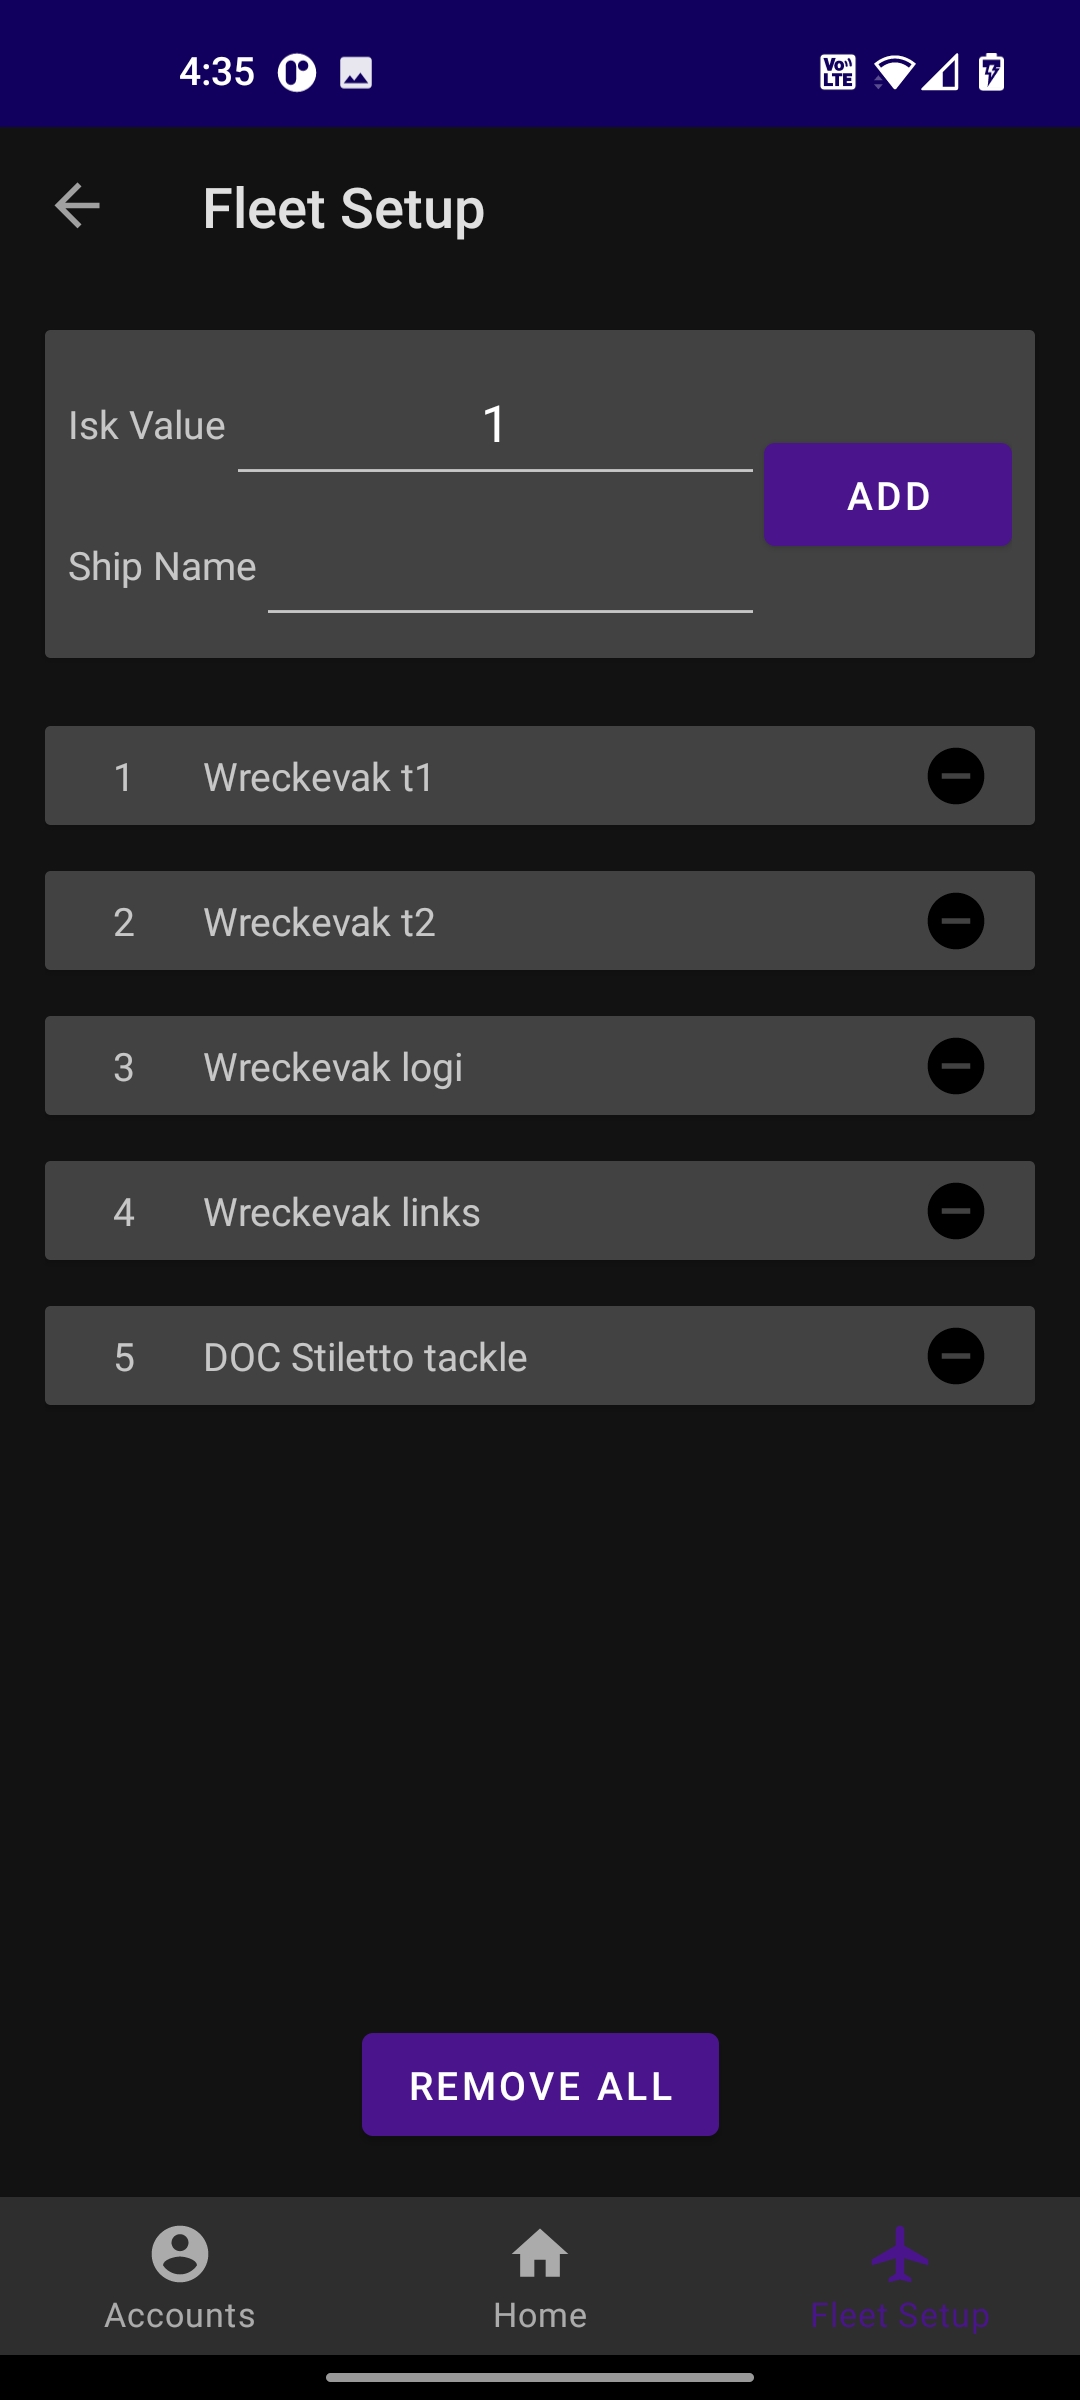 4:35
Vo LTE
Fleet Setup
Isk Value 1
ADD
Ship Name
1 Wreckevak t1
2 Wreckevak t2
3 Wreckevak logi
4 Wreckevak links
5 DOC Stiletto tackle
REMOVE ALL
Accounts Home Fleet Setup